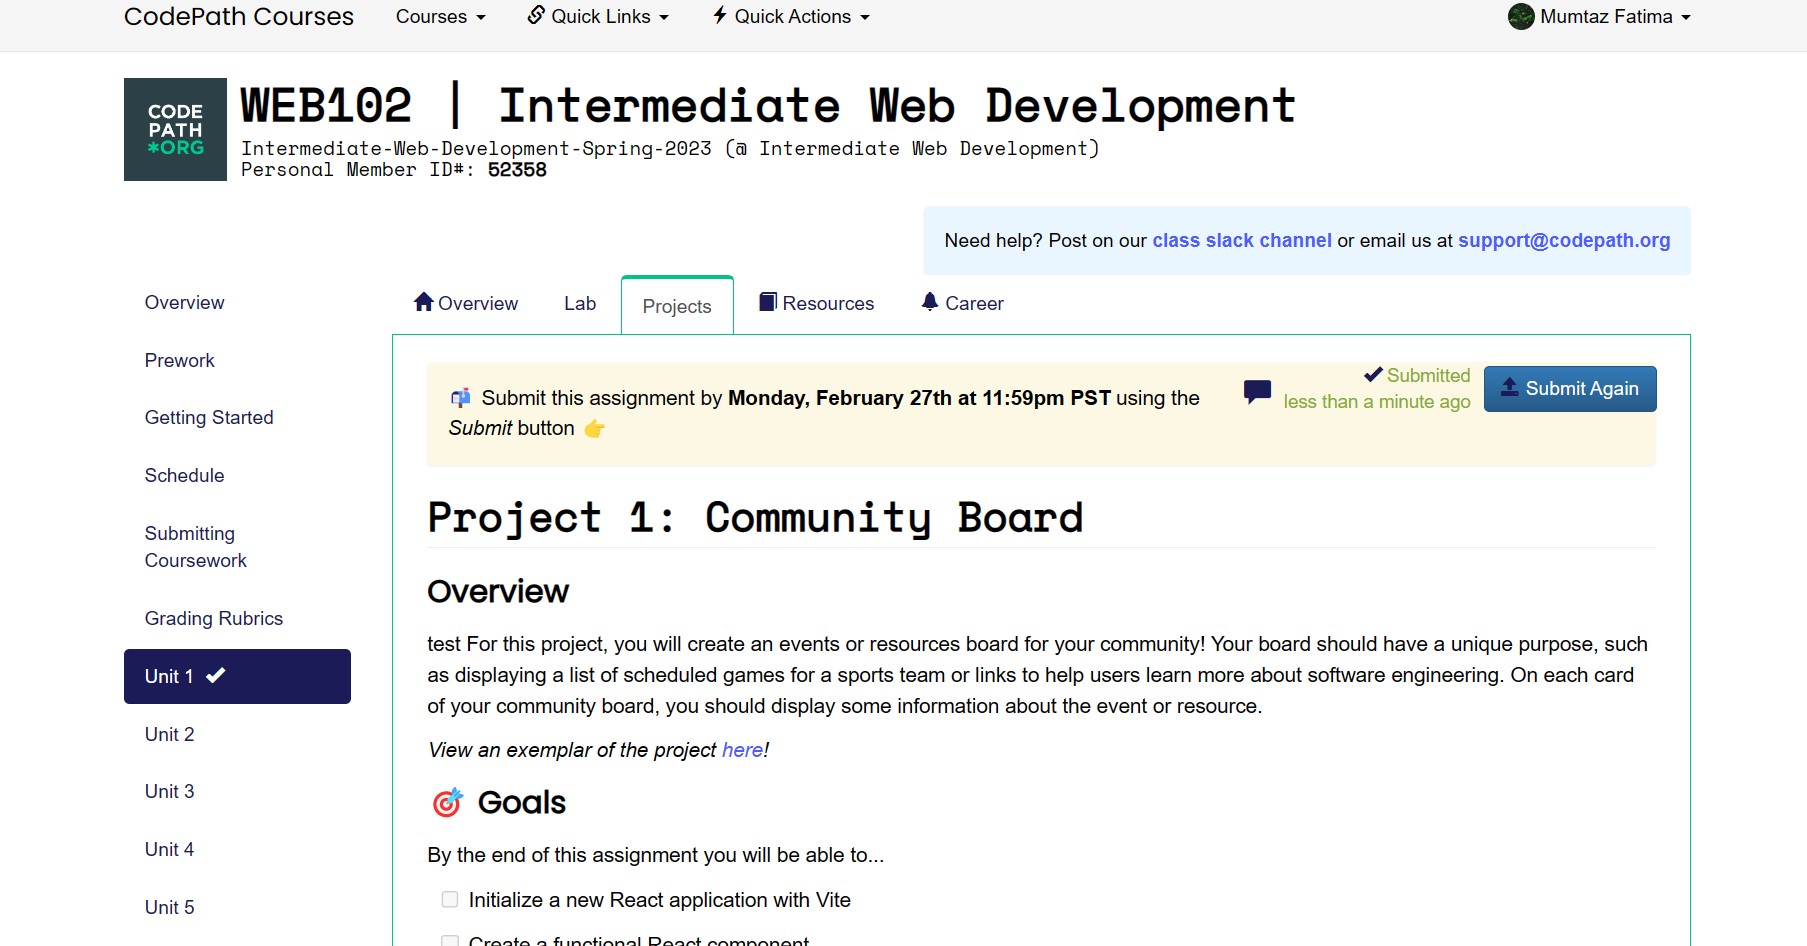 CodePath Courses Courses Quick Links Quick Actions Mumtaz Fatima
CODE
PATH
*ORG
WEB102 | Intermediate Web Development
Intermediate-Web-Development-Spring-2023 (@ Intermediate Web Development)
Personal Member ID#: 52358
Need help? Post on our class slack channel or email us at support@codepath.org
Overview
Prework
Getting Started
Schedule
Submitting
Coursework
Grading Rubrics
Unit 1
Unit 2
Unit 3
Unit 4
Unit 5
Overview Lab Projects Resources Career
Submit this assignment by Monday, February 27th at 11:59pm PST using the
Submit button
Submitted
less than a minute ago
Submit Again
Project 1: Community Board
Overview
test For this project, you will create an events or resources board for your community! Your board should have a unique purpose, such
as displaying a list of scheduled games for a sports team or links to help users learn more about software engineering. On each card
of your community board, you should display some information about the event or resource.
View an exemplar of the project here!
Goals
By the end of this assignment you will be able to...
Initialize a new React application with Vite
Create a functional React component